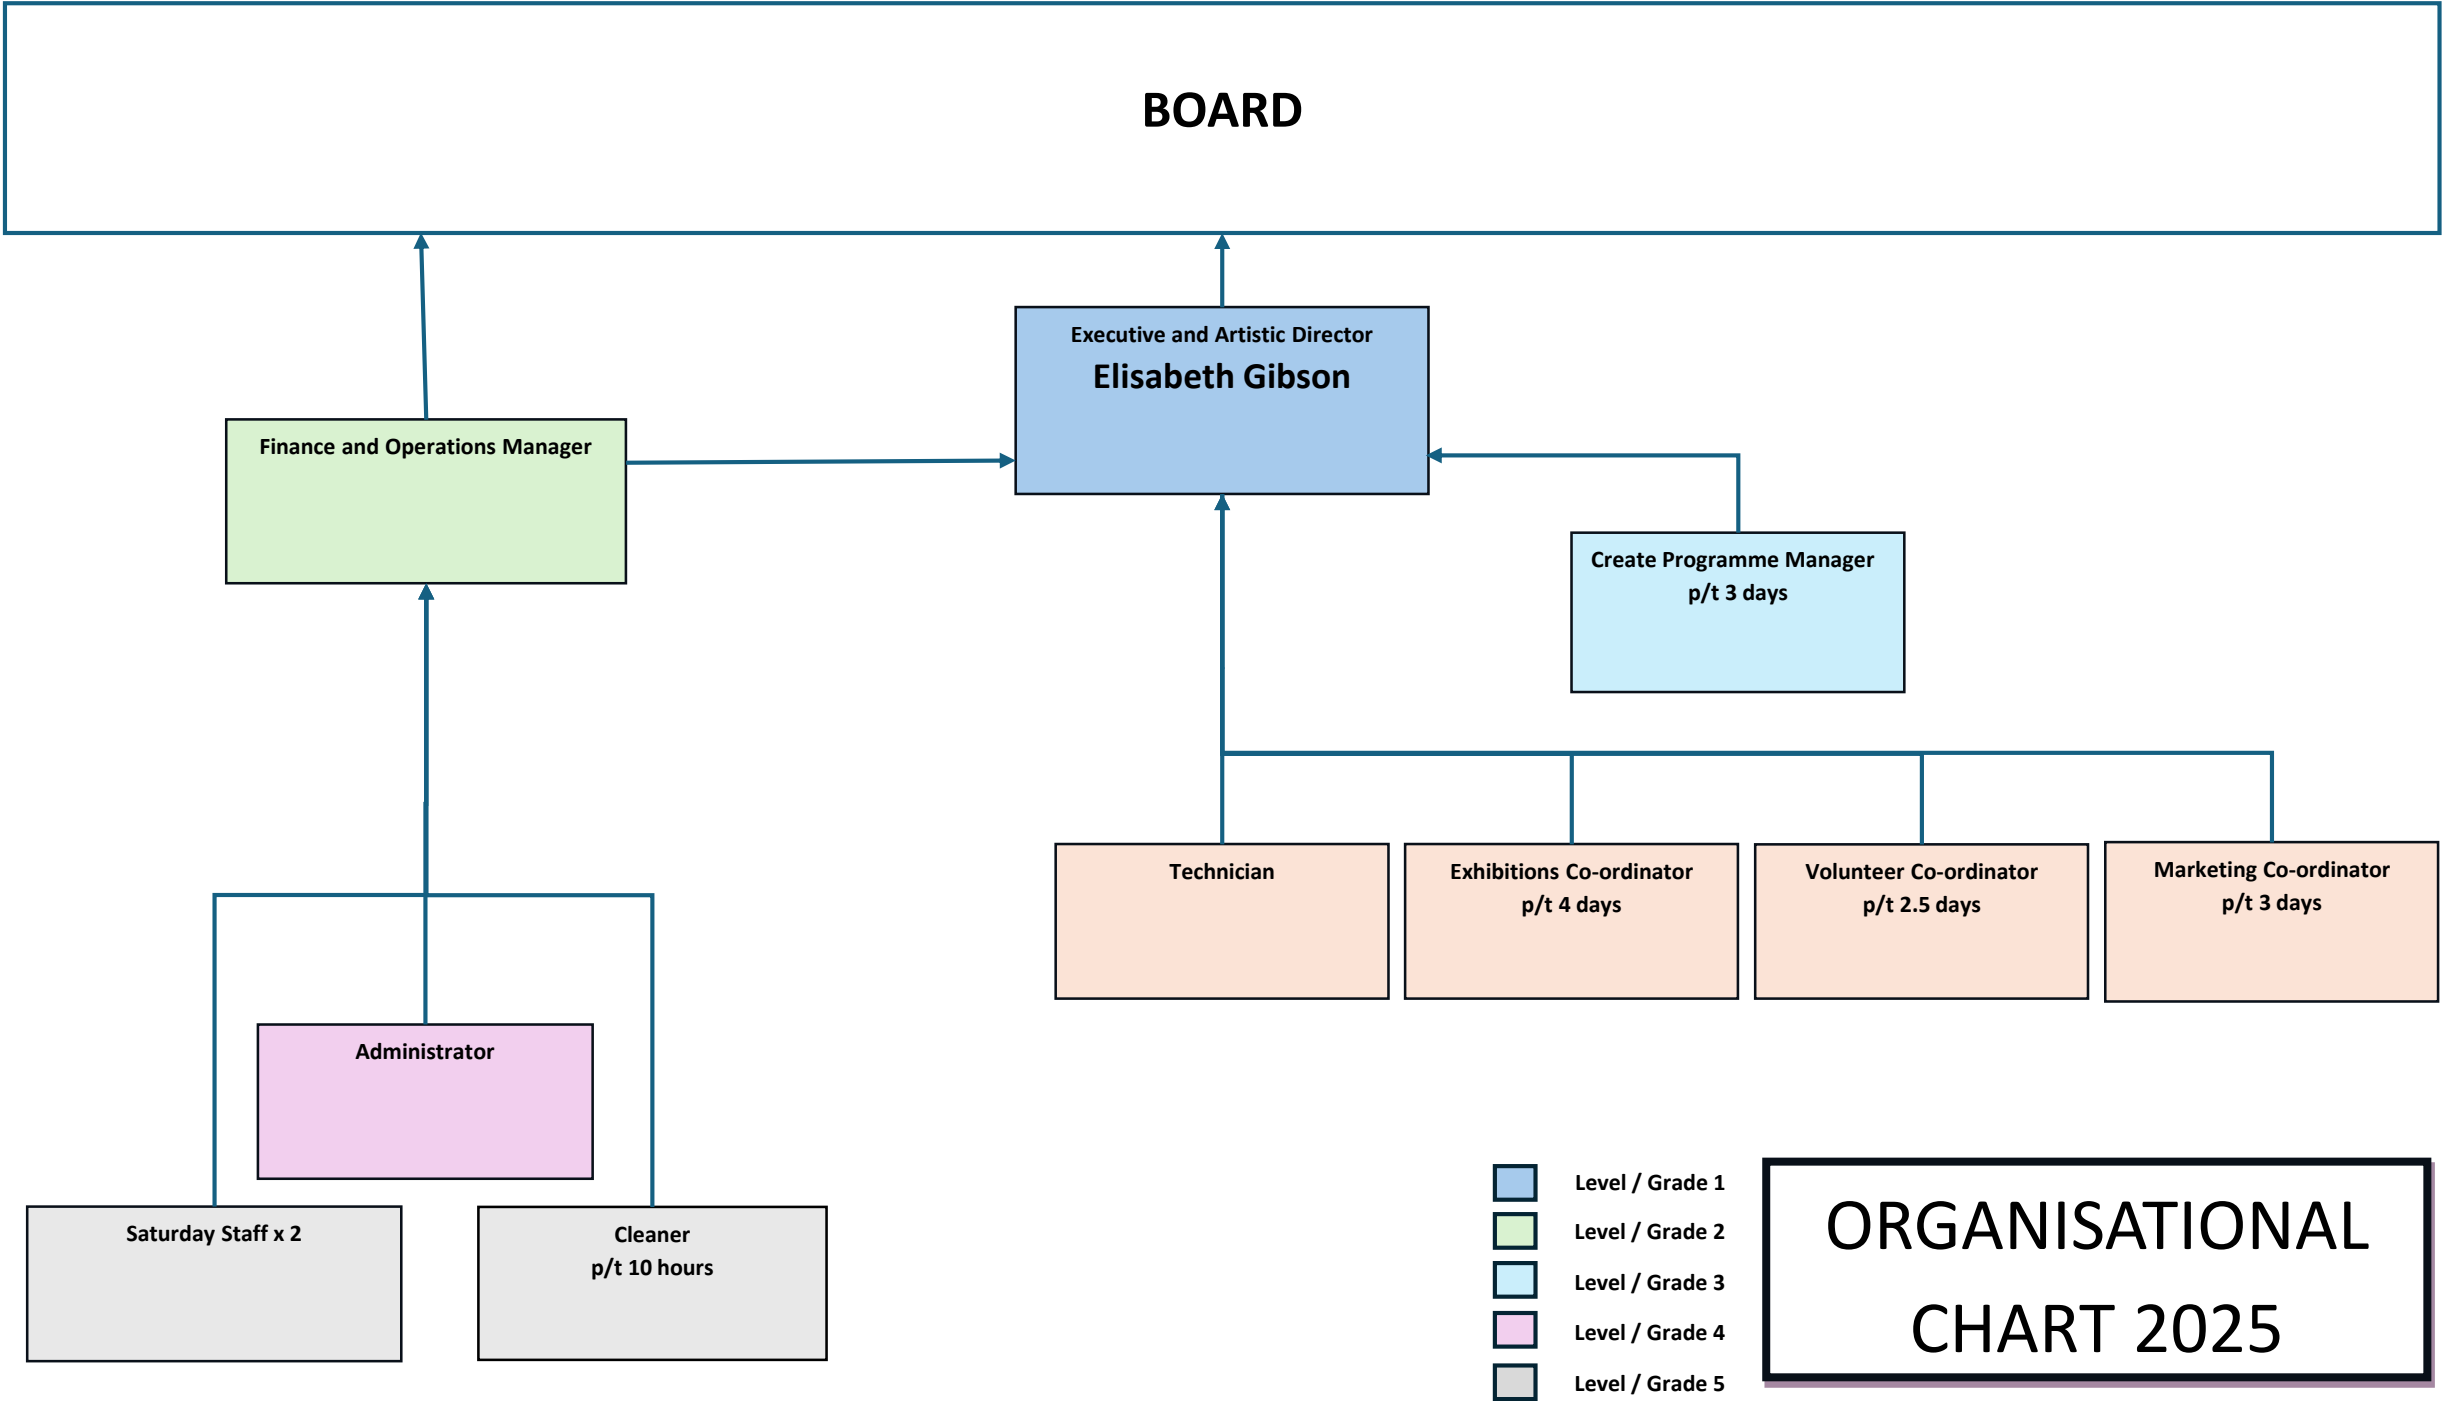 BOARD
Executive and Artistic Director
Elisabeth Gibson
Finance and Operations Manager
Create Programme Manager
p/t 3 days
Technician
Exhibitions Co-ordinator
p/t 4 days
Volunteer Co-ordinator
p/t 2.5 days
Marketing Co-ordinator
p/t 3 days
Administrator
Saturday Staff x 2
Cleaner
p/t 10 hours
Level / Grade 1
Level / Grade 2
Level / Grade 3
Level / Grade 4
Level / Grade 5
ORGANISATIONAL
CHART 2025